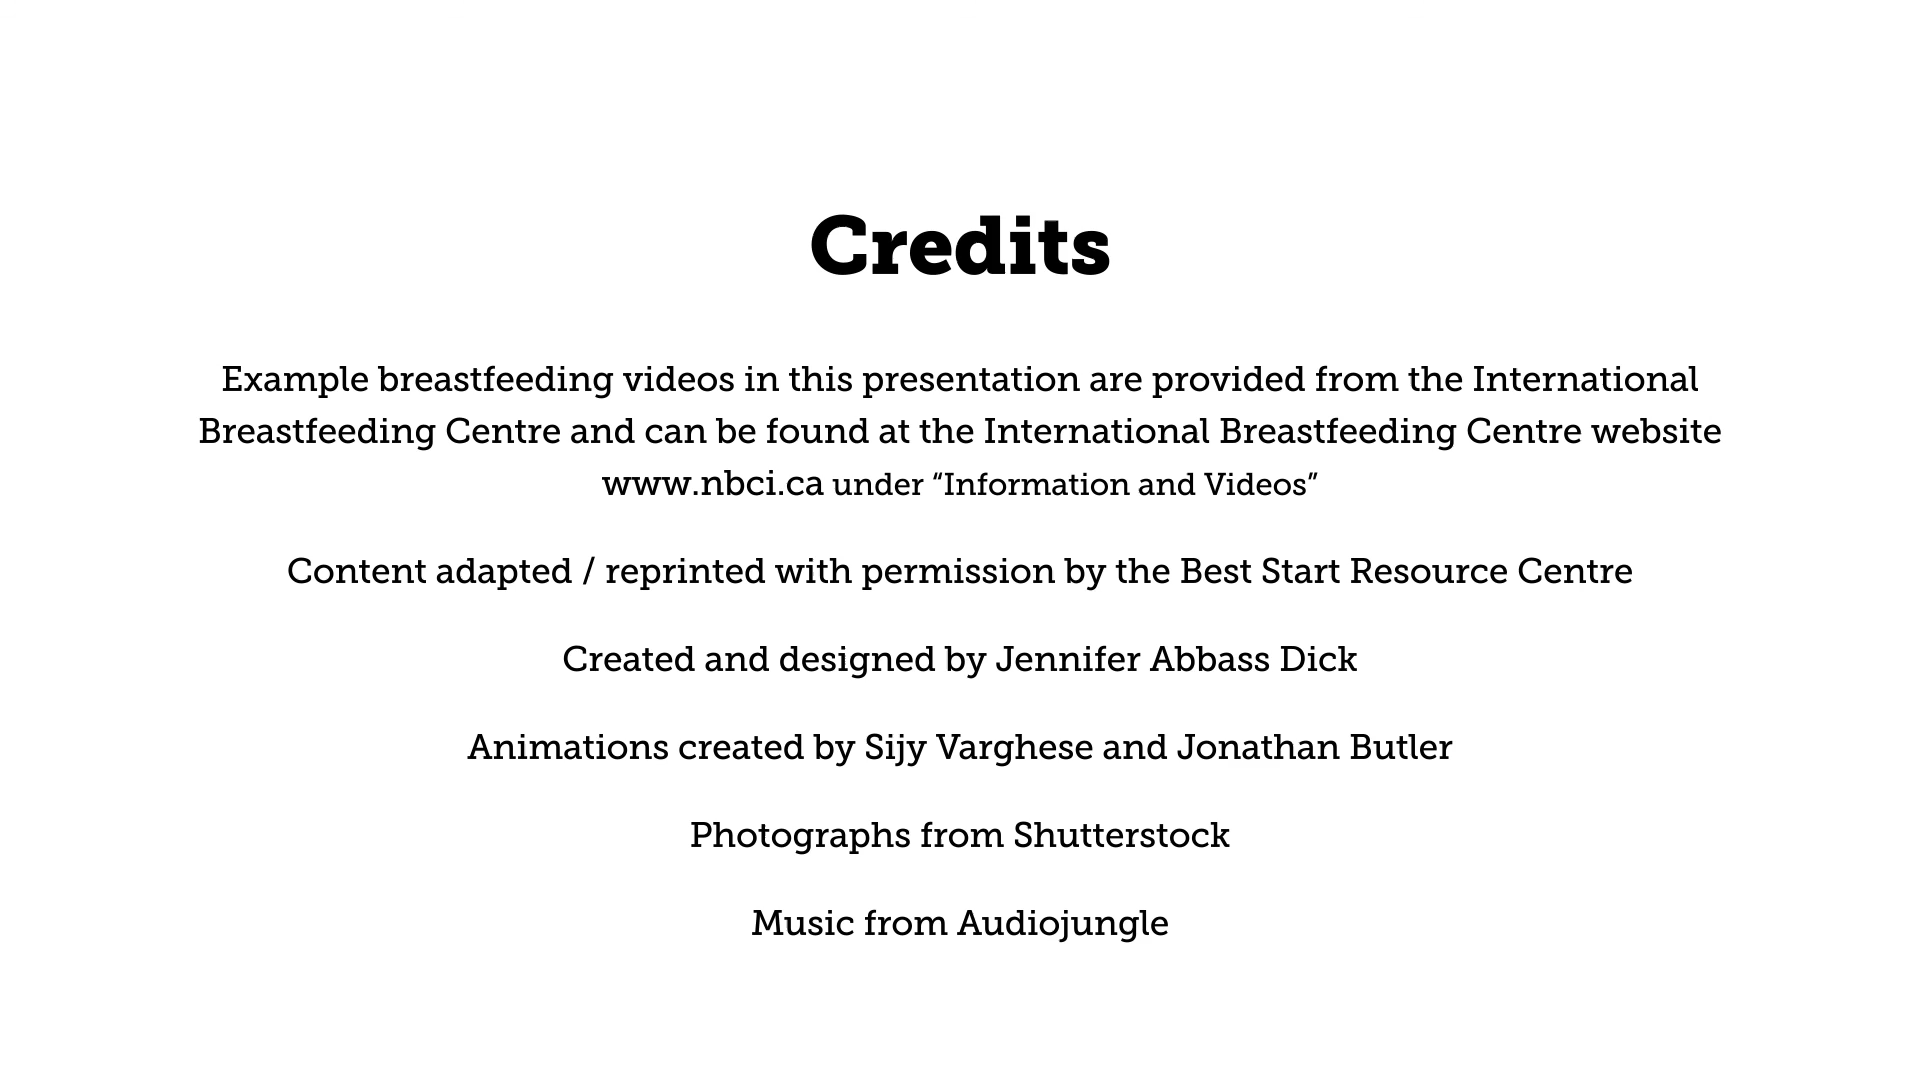 Credits
Example breastfeeding videos in this presentation are provided from the International
Breastfeeding Centre and can be found at the International Breastfeeding Centre website
www.nbci.ca under “Information and Videos”
Content adapted / reprinted with permission by the Best Start Resource Centre
Created and designed by Jennifer Abbass Dick
Animations created by Sijy Varghese and Jonathan Butler
Photographs from Shutterstock
Music from Audiojungle